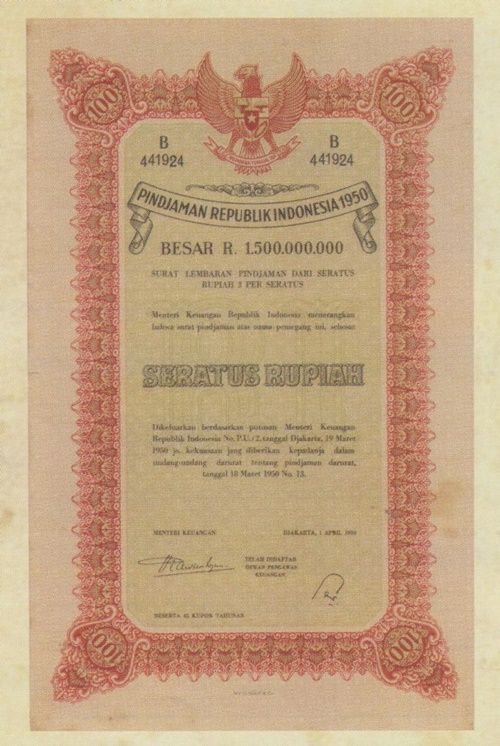 100 100
B B
441924 441924
PINDJAMAN REPUBLIK INDONESIA 1950
BESAR R. 1.500.000.000
SURAT LEMBARAN PINDJAMAN DARI SERATUS
RUPIAH 3 PER SERATUS
Menteri Keuangan Republik Indonesia menerangkan
bahwa surat pindjaman atas nama pemegang ini, sebesar
SERATUS RUPIAH
Dikeluarkan berdasarkan putusan Menteri Keuangan
Republik Indonesia No. P.U./2, tanggal Djakarta, 19 Maret
1950 jo. kekuasaan jang diberikan kepadanja dalam
undang-undang darurat tentang pindjaman darurat,
tanggal 18 Maret 1950 No. 13.
MENTERI KEUANGAN DJAKARTA, 1 APRIL 1950
TELAH DIDAFTAR
DEWAN PENGAWAS
KEUANGAN
BESERTA 42 KUPON TAHUNAN
100 100